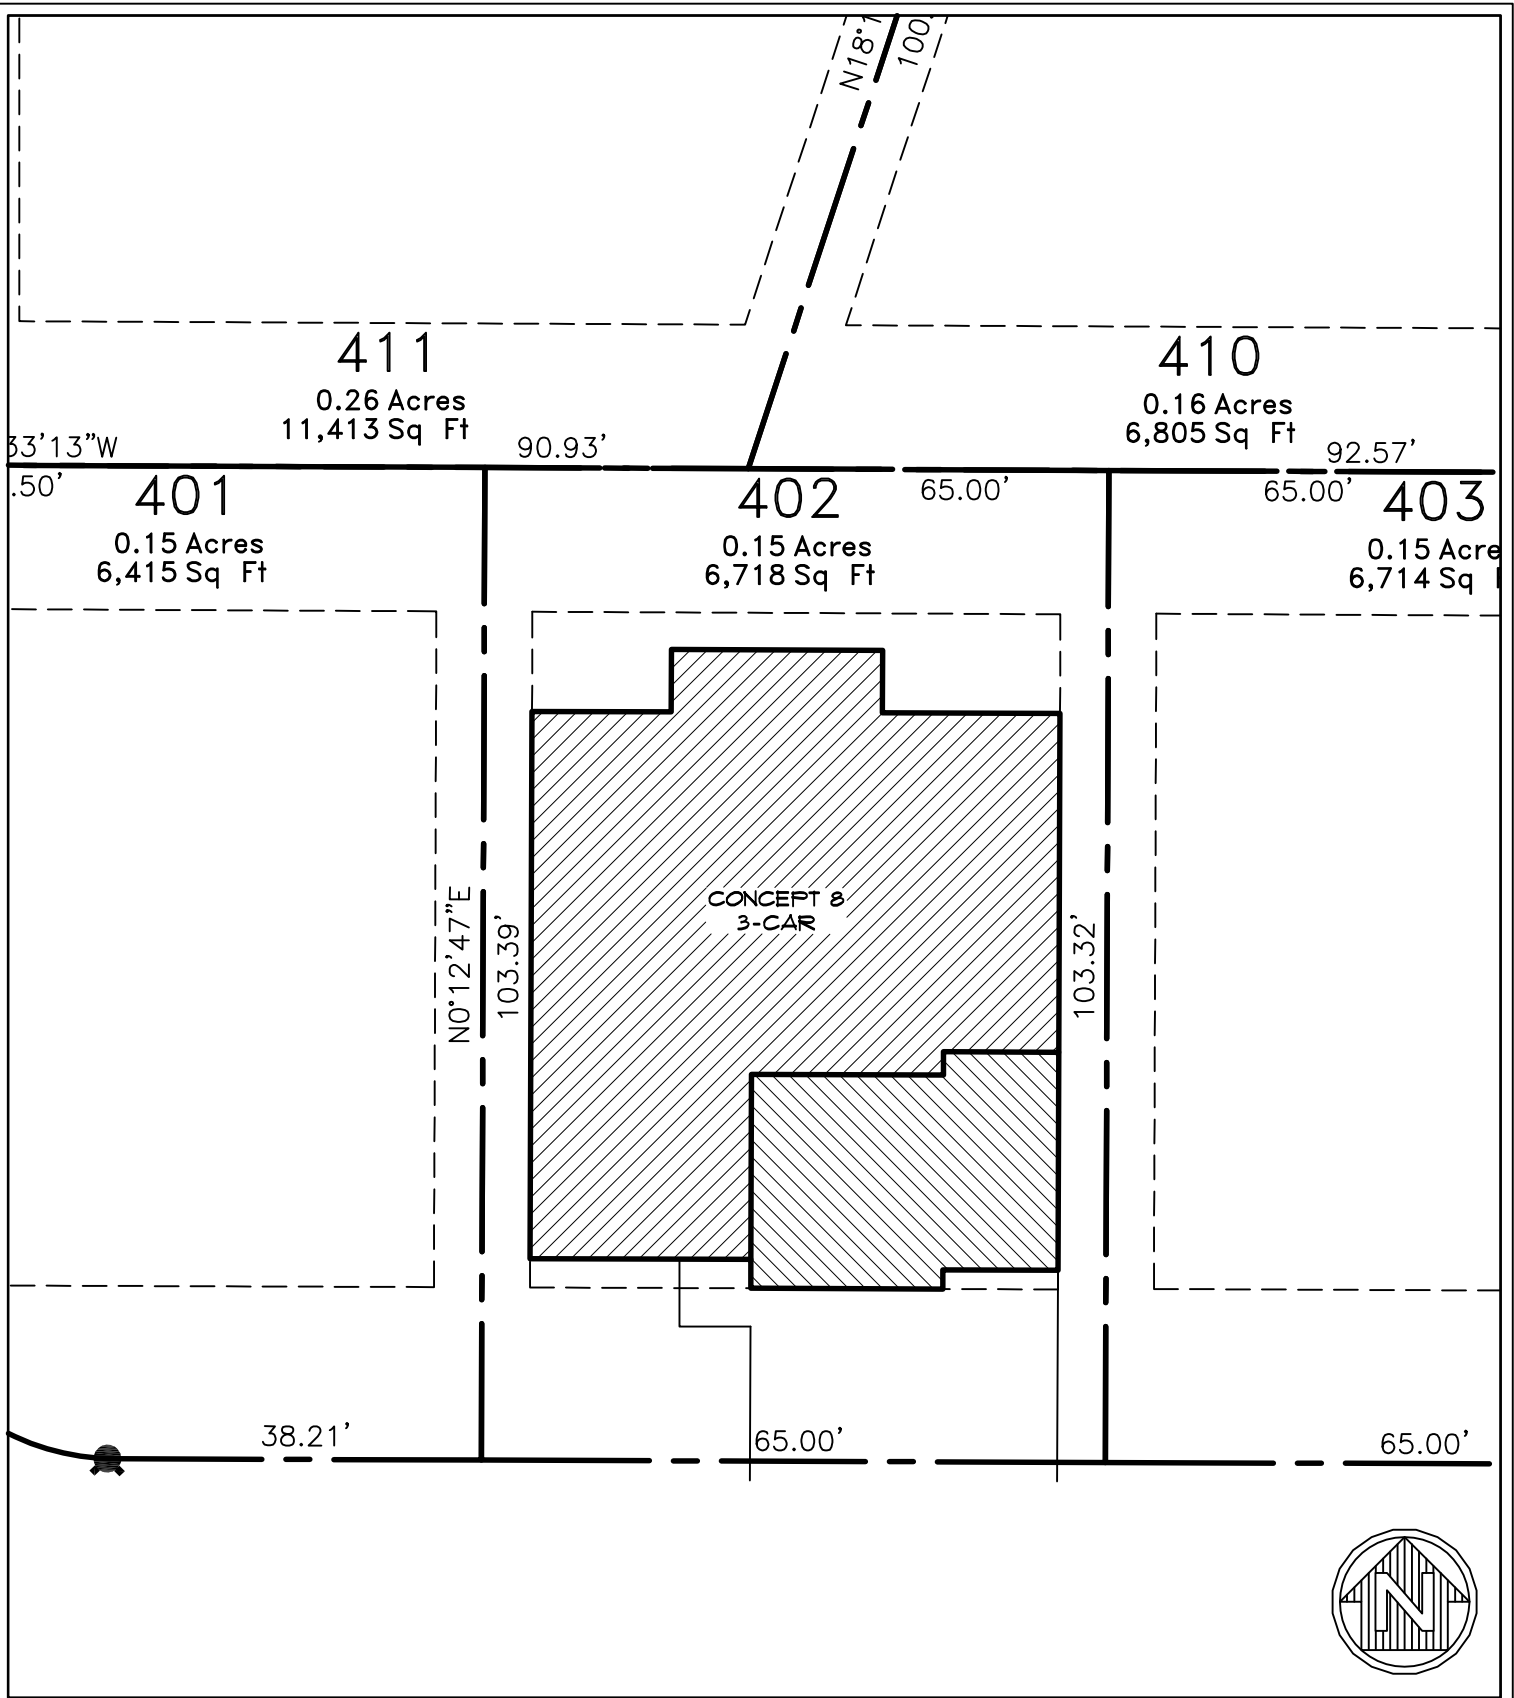 N18°1
100.
411
0.26 Acres
11,413 Sq Ft
410
0.16 Acres
6,805 Sq Ft
33'13"W
90.93'
92.57'
.50'
401
0.15 Acres
6,415 Sq Ft
402
0.15 Acres
6,718 Sq Ft
65.00'
65.00'
403
0.15 Acre
6,714 Sq
CONCEPT 8
3-CAR
N0°12'47"E
103.39'
103.32'
38.21'
65.00'
65.00'
N